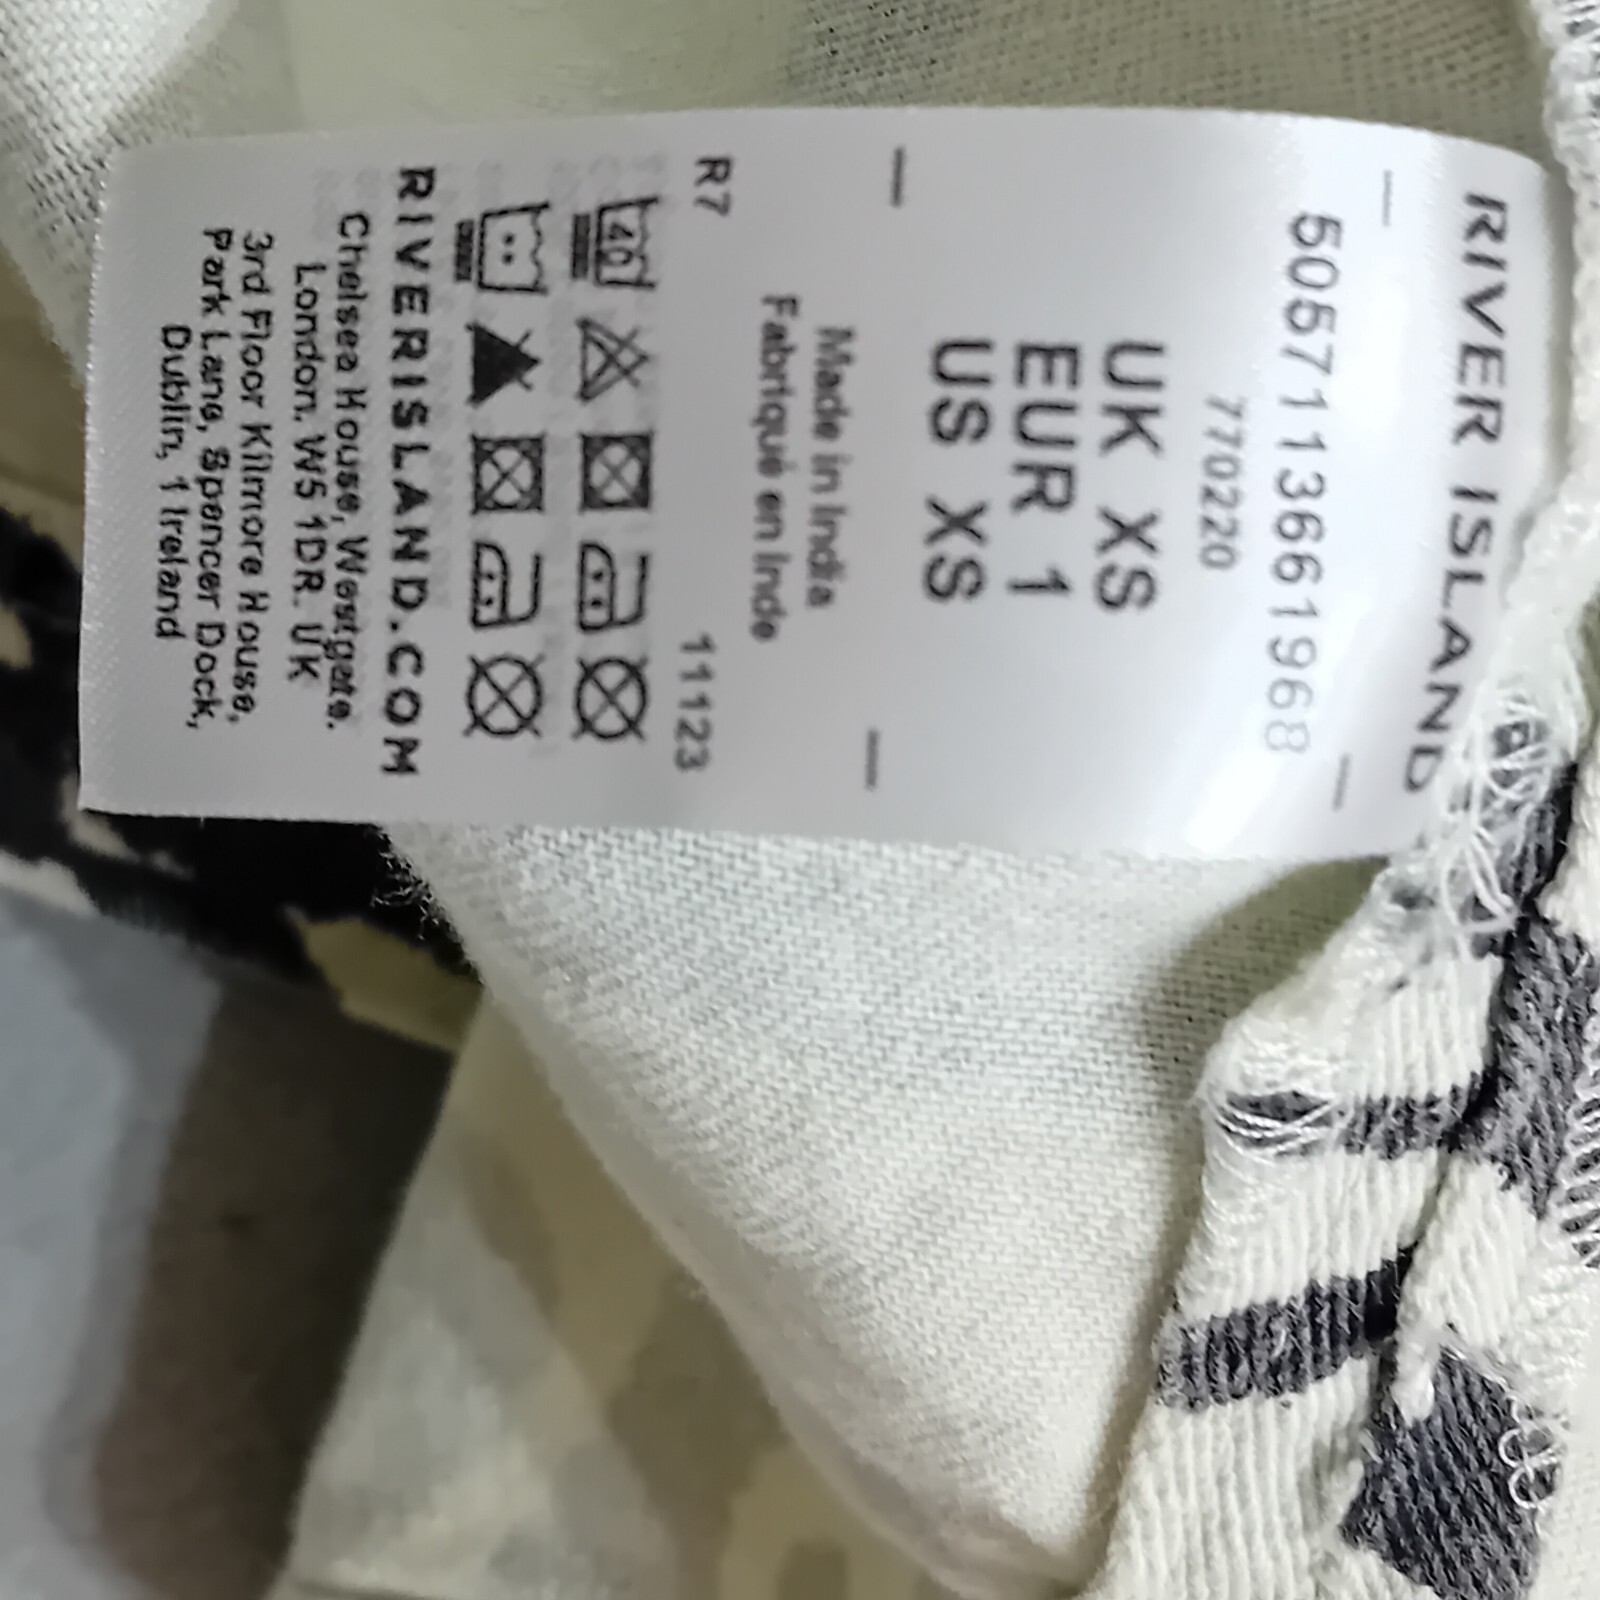 RIVER ISLAND
5057113661968
770220
UK XS
EUR 1
US XS
Made in India
Fabriqué en Inde
R7 11123
40
RIVERISLAND.COM
Chelsea House, Westgate.
London. W5 1DR. UK
3rd Floor Kilmore House,
Park Lane, Spencer Dock,
Dublin, 1 Ireland